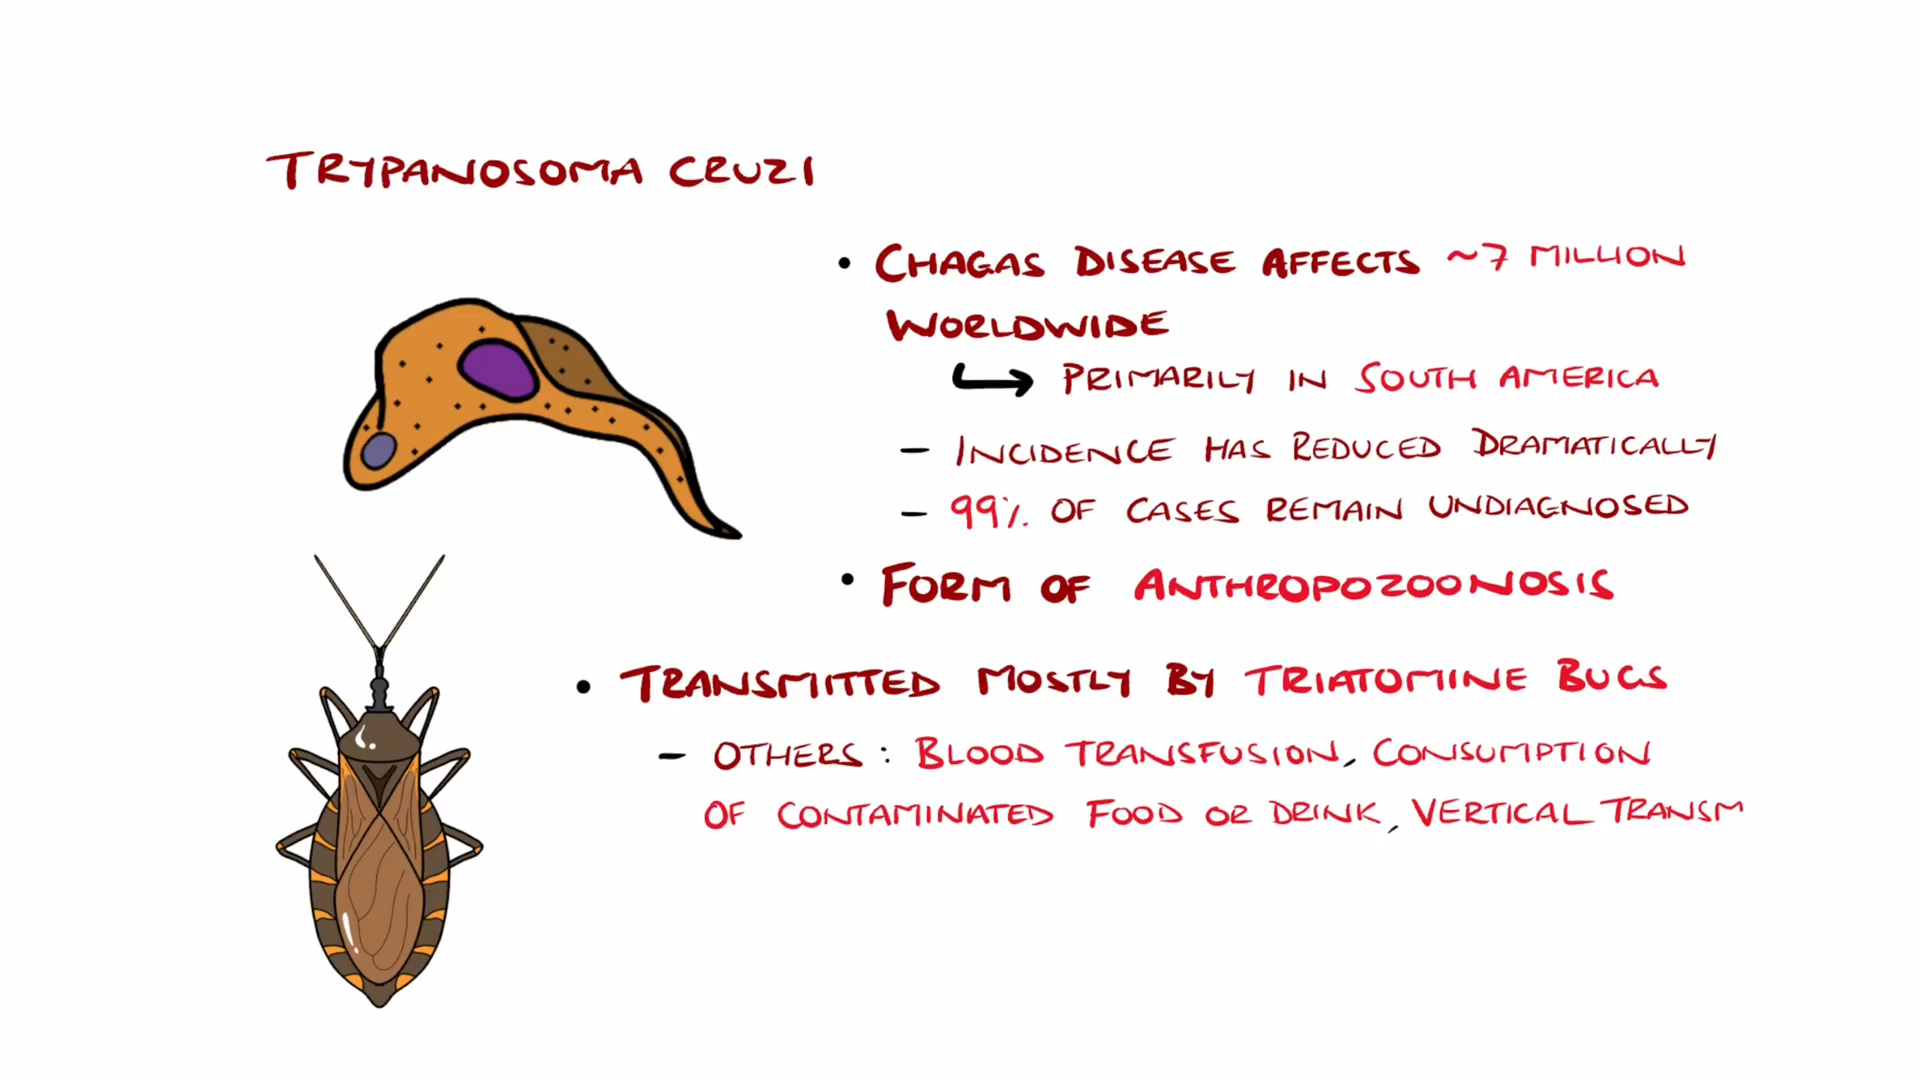 TRYPANOSOMA CRUZI
• CHAGAS DISEASE AFFECTS ~7 MILLION
WORLDWIDE
↳ PRIMARILY IN SOUTH AMERICA
– INCIDENCE HAS REDUCED DRAMATICALLY
– 99% OF CASES REMAIN UNDIAGNOSED
• FORM OF ANTHROPOZOONOSIS
• TRANSMITTED MOSTLY BY TRIATOMINE BUGS
– OTHERS: BLOOD TRANSFUSION, CONSUMPTION
OF CONTAMINATED FOOD OR DRINK, VERTICAL TRANSM